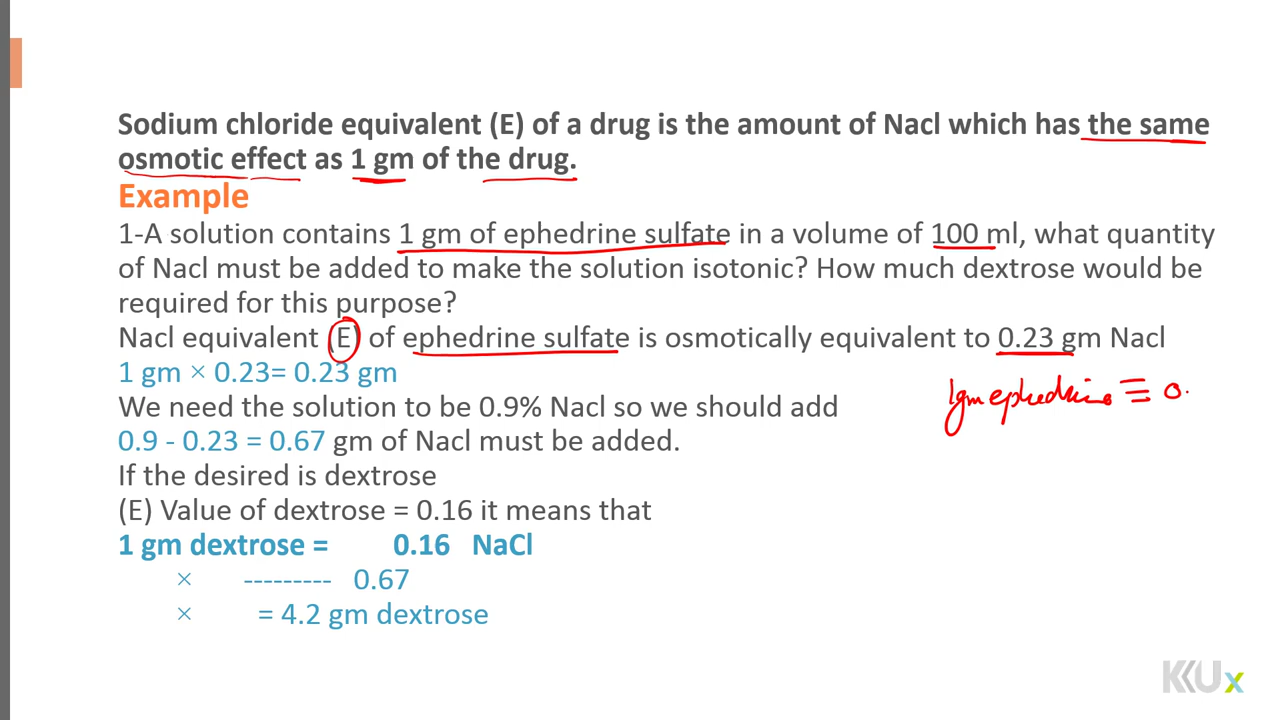 Sodium chloride equivalent (E) of a drug is the amount of Nacl which has the same
osmotic effect as 1 gm of the drug.
Example
1-A solution contains 1 gm of ephedrine sulfate in a volume of 100 ml, what quantity
of Nacl must be added to make the solution isotonic? How much dextrose would be
required for this purpose?
Nacl equivalent (E) of ephedrine sulfate is osmotically equivalent to 0.23 gm Nacl
1 gm × 0.23= 0.23 gm
1gm ephedrine ≡ 0.
We need the solution to be 0.9% Nacl so we should add
0.9 - 0.23 = 0.67 gm of Nacl must be added.
If the desired is dextrose
(E) Value of dextrose = 0.16 it means that
1 gm dextrose = 0.16 NaCl
× --------- 0.67
× = 4.2 gm dextrose
KKUx